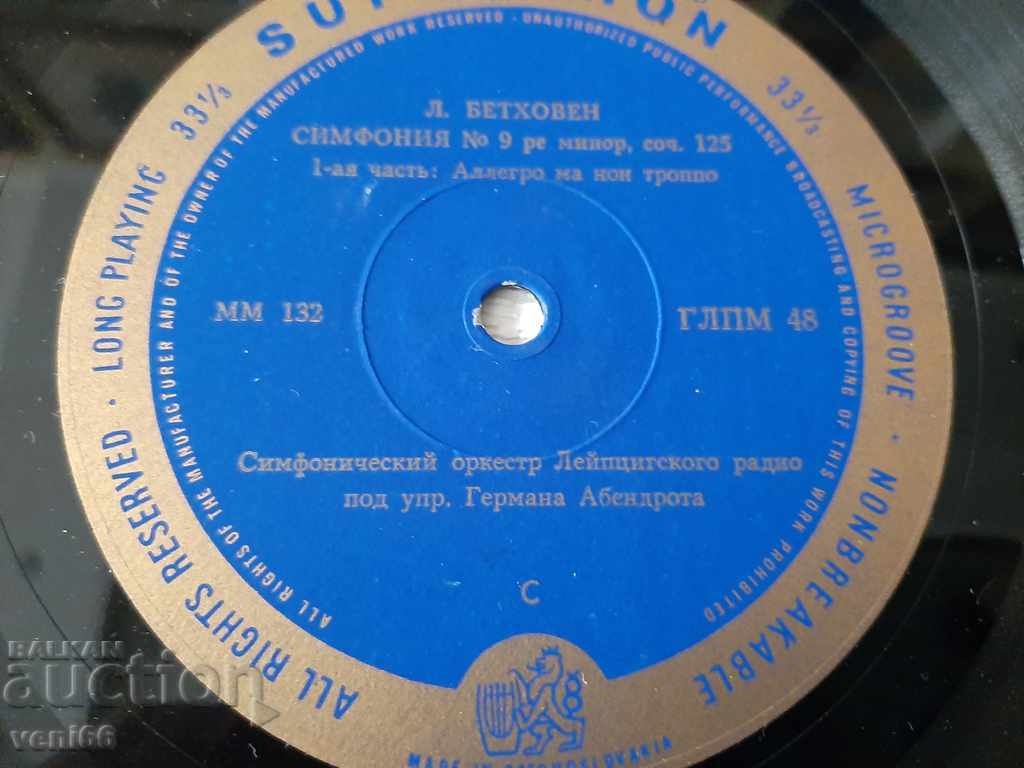 Л. БЕТХОВЕН
СИМФОНИЯ № 9 ре минор, соч. 125
1-ая часть: Аллегро ма нон троппо
ММ 132
ГЛПМ 48
Симфонический оркестр Лейпцигского радио
под упр. Германа Абендрота
С
ALL RIGHTS RESERVED · LONG PLAYING 33⅓
33⅓ MICROGROOVE · NONBREAKABLE
ALL RIGHTS OF THE MANUFACTURER AND OF THE OWNER OF THE MANUFACTURED WORK RESERVED · UNAUTHORIZED PUBLIC PERFORMANCE BROADCASTING AND COPYING OF THIS WORK PROHIBITED
MADE IN CZECHOSLOVAKIA
BALKAN
auction
veni66